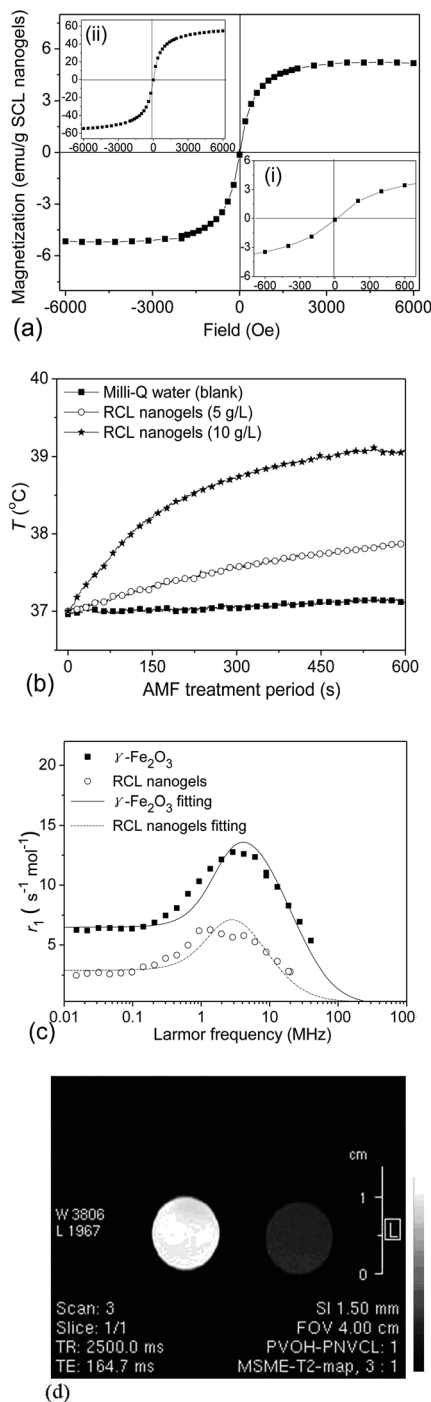 (ii)
60
40
20
0
-20
-40
-60
-6000 -3000 0 3000 6000
6
3
0
-3
-6
Magnetization (emu/g SCL nanogels)
(i)
6
3
0
-3
-6
-600 -300 0 300 600
-6000 -3000 0 3000 6000
Field (Oe)
(a)
40
39
38
37
T (°C)
Milli-Q water (blank)
RCL nanogels (5 g/L)
RCL nanogels (10 g/L)
0 150 300 450 600
AMF treatment period (s)
(b)
20
15
10
5
r1 ( s-1 mol-1)
γ-Fe2O3
RCL nanogels
γ-Fe2O3 fitting
RCL nanogels fitting
0.01 0.1 1 10 100
Larmor frequency (MHz)
(c)
cm
1
0
L
W 3806
L 1967
Scan: 3
Slice: 1/1
TR: 2500.0 ms
TE: 164.7 ms
SI 1.50 mm
FOV 4.00 cm
PVOH-PNVCL: 1
MSME-T2-map, 3 : 1
(d)